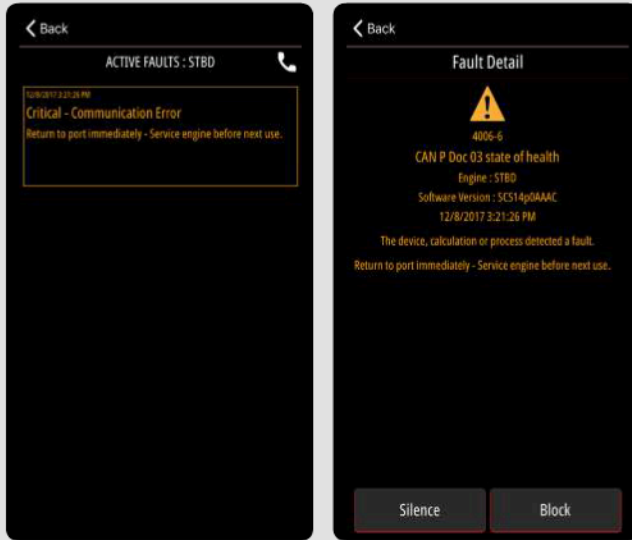 Back
ACTIVE FAULTS : STBD
12/8/2017 3:21:26 PM
Critical - Communication Error
Return to port immediately - Service engine before next use.
Back
Fault Detail
4006-6
CAN P Doc 03 state of health
Engine : STBD
Software Version : SCS14p0AAAC
12/8/2017 3:21:26 PM
The device, calculation or process detected a fault.
Return to port immediately - Service engine before next use.
Silence
Block